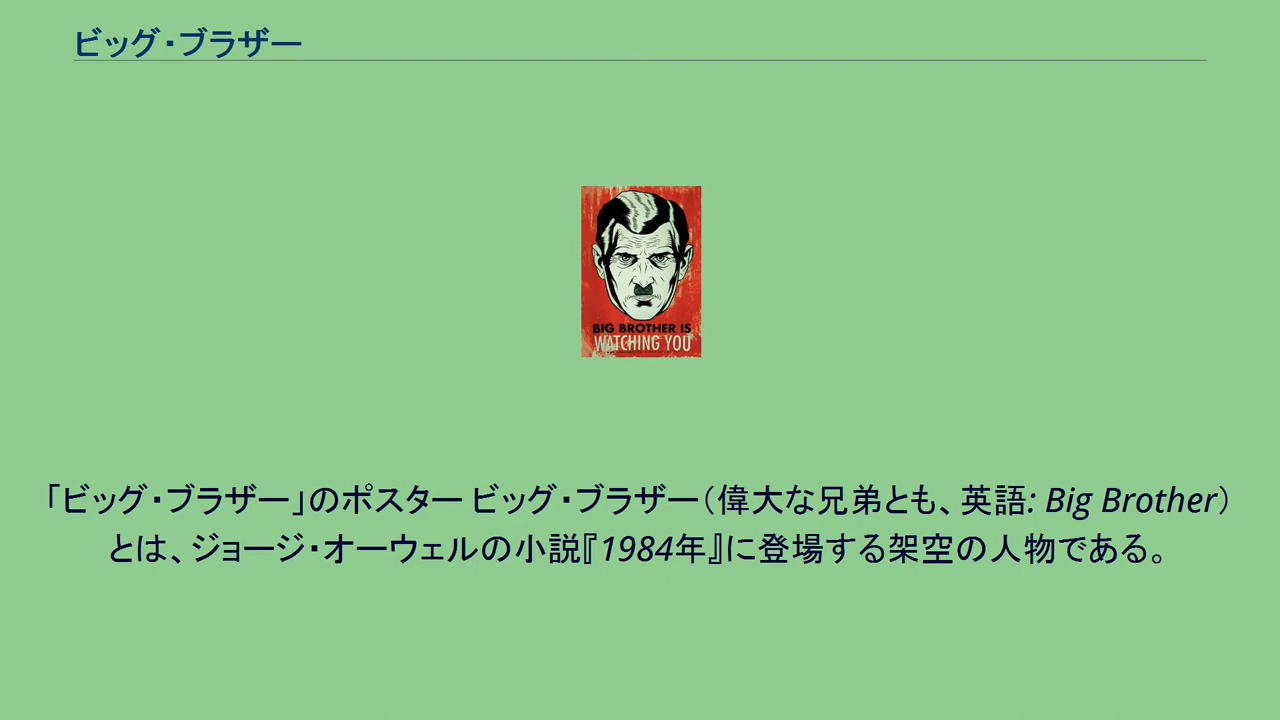 ビッグ・ブラザー
BIG BROTHER IS
WATCHING YOU
「ビッグ・ブラザー」のポスター ビッグ・ブラザー（偉大な兄弟とも、英語: Big Brother）
とは、ジョージ・オーウェルの小説『1984年』に登場する架空の人物である。